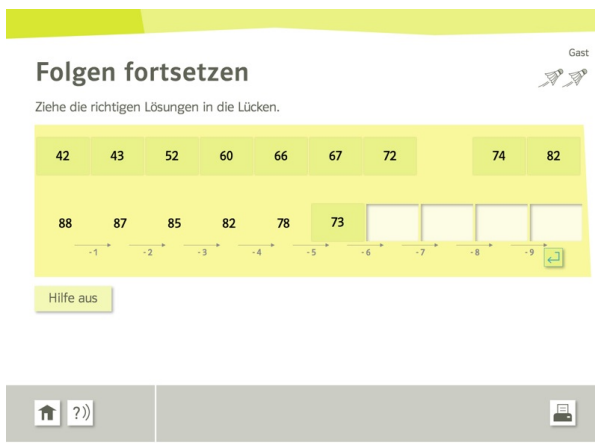 Gast
Folgen fortsetzen
Ziehe die richtigen Lösungen in die Lücken.
42 43 52 60 66 67 72 74 82
88 87 85 82 78 73
-1 -2 -3 -4 -5 -6 -7 -8 -9
Hilfe aus
?))